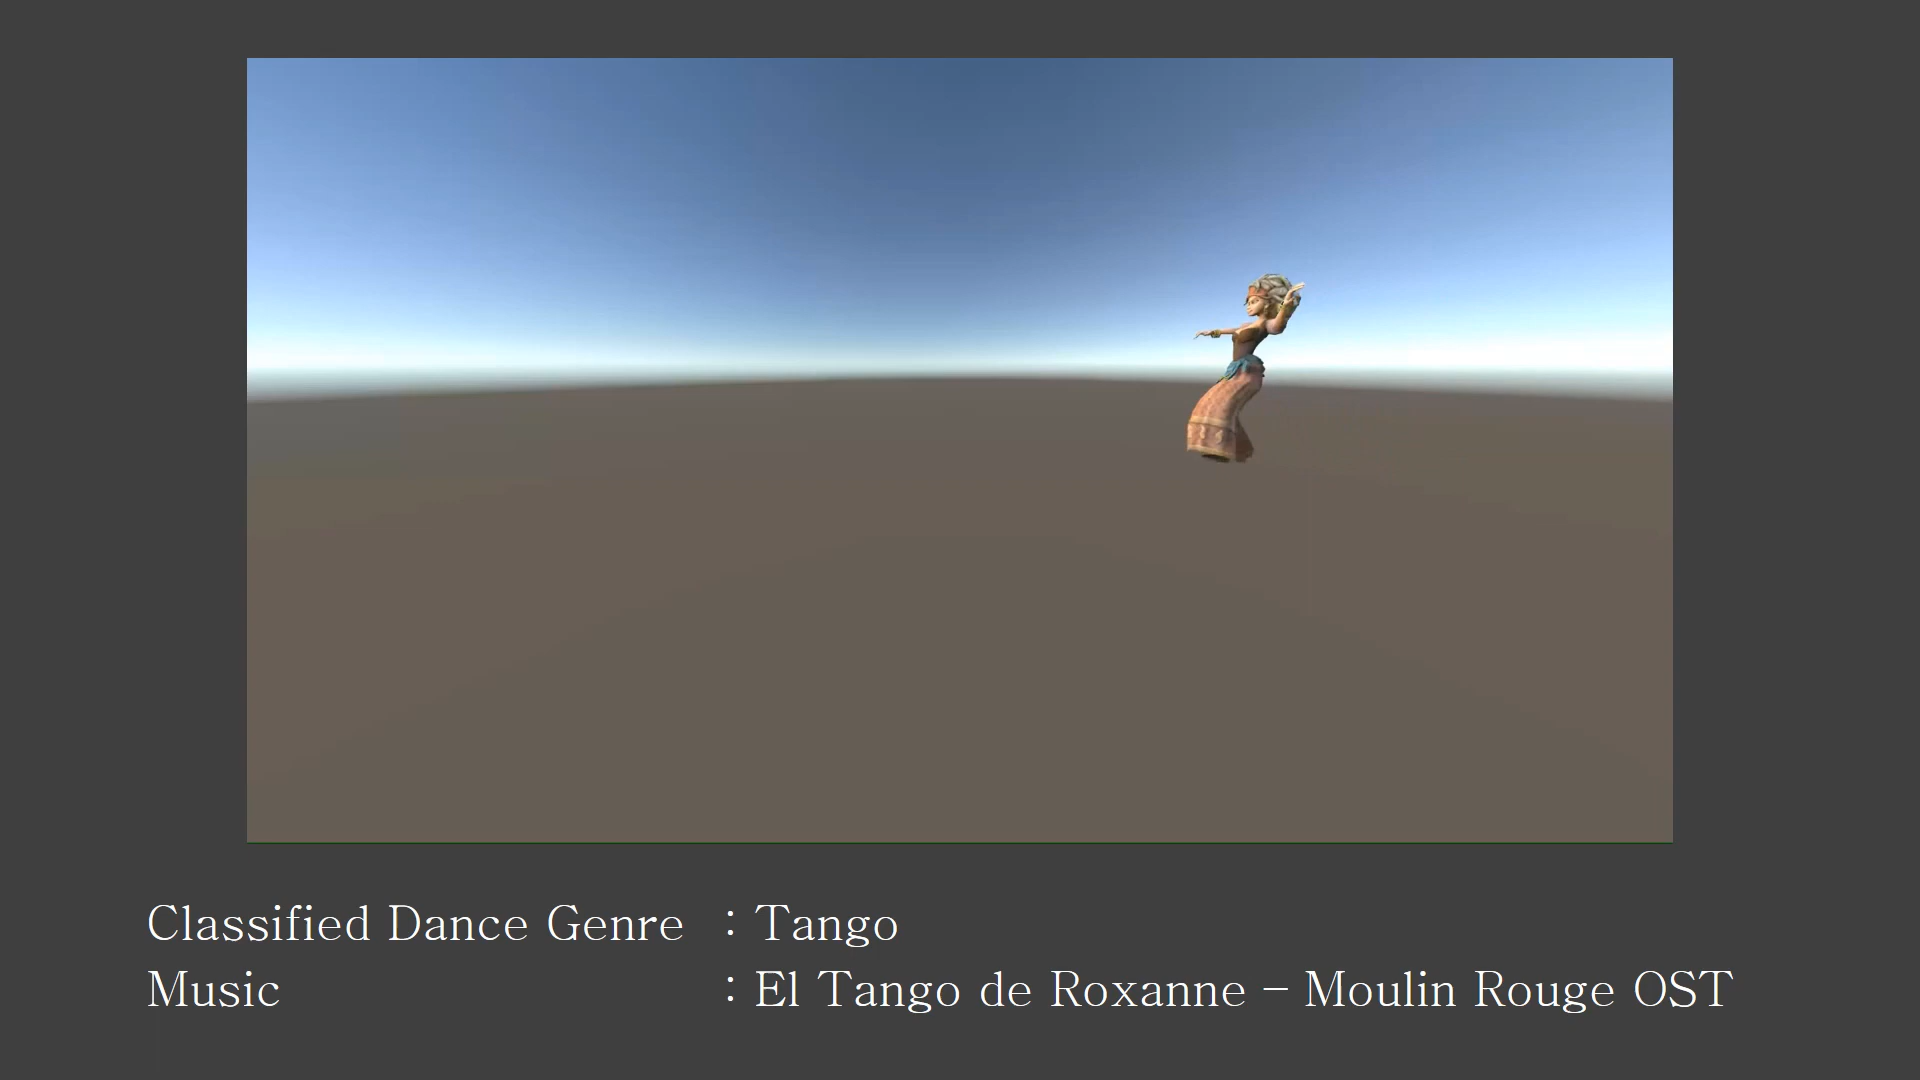 Classified Dance Genre : Tango
Music : El Tango de Roxanne – Moulin Rouge OST